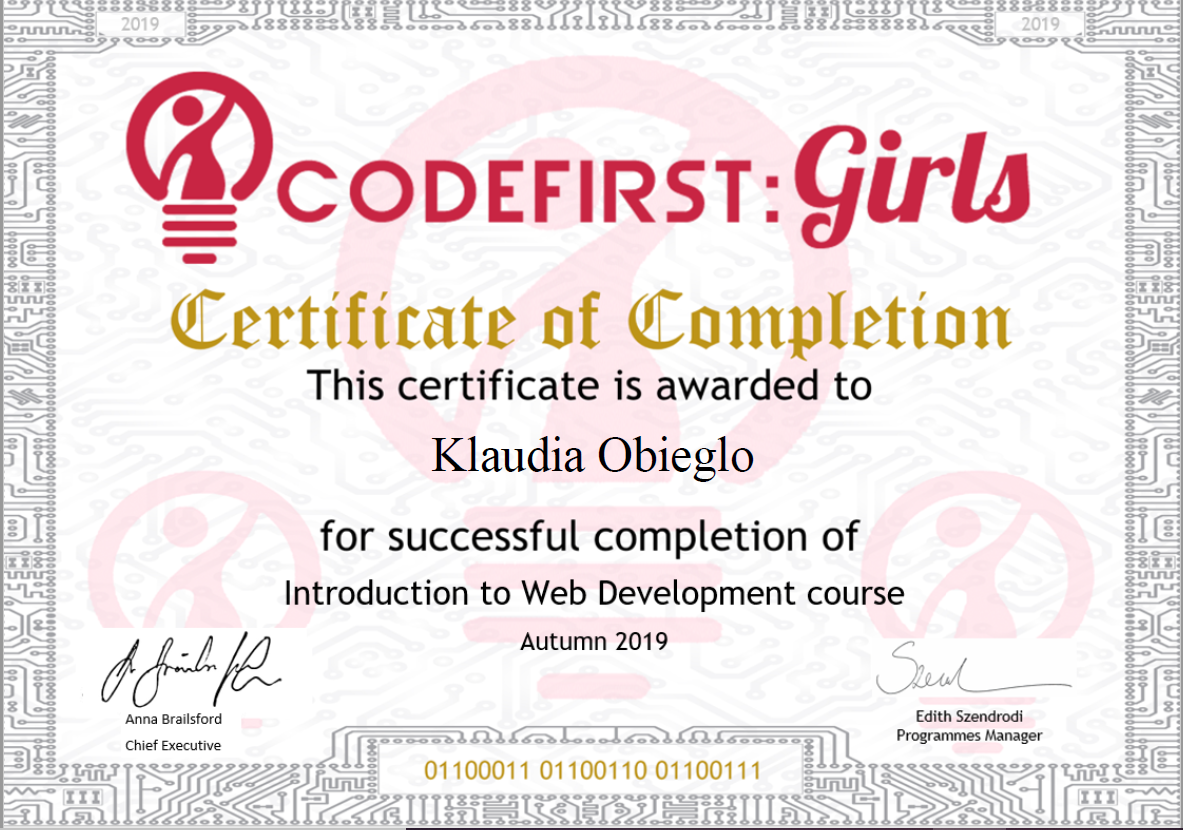 2019
2019
CODEFIRST: Girls
Certificate of Completion
This certificate is awarded to
Klaudia Obieglo
for successful completion of
Introduction to Web Development course
Autumn 2019
Anna Brailsford
Chief Executive
Edith Szendrodi
Programmes Manager
01100011 01100110 01100111